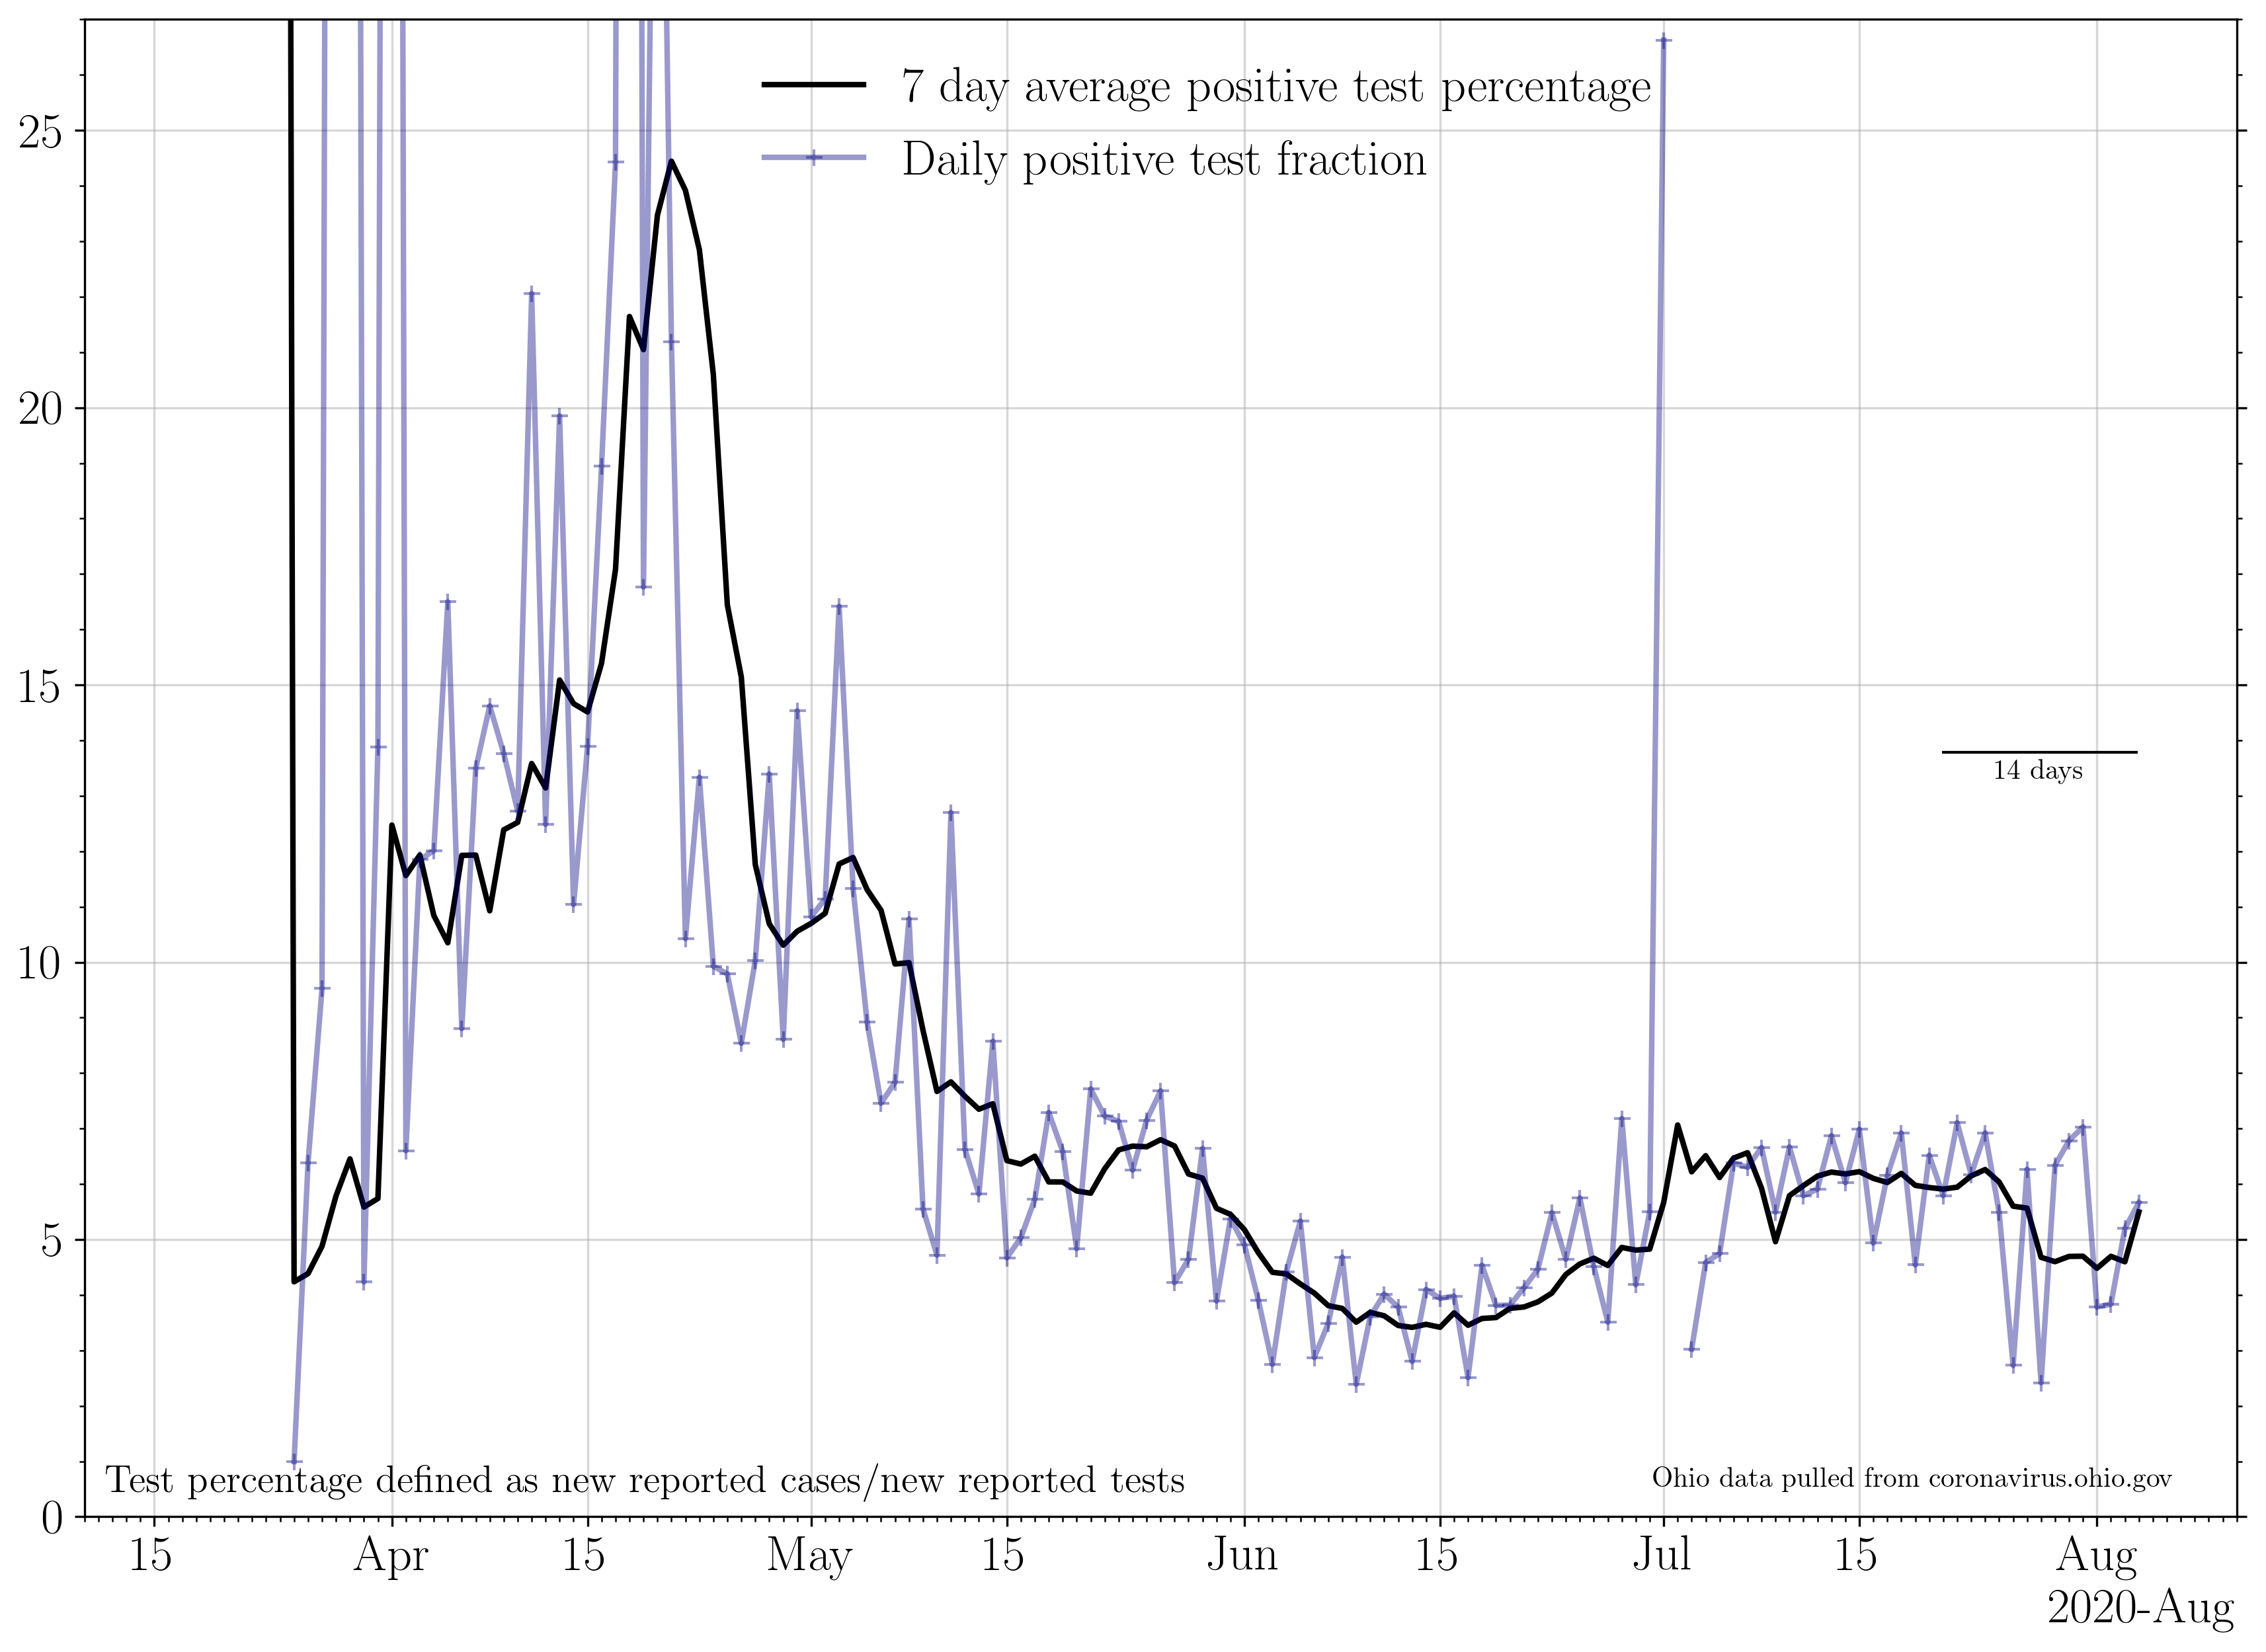 7 day average positive test percentage
Daily positive test fraction
25
20
15
10
5
0
14 days
Test percentage defined as new reported cases/new reported tests
Ohio data pulled from coronavirus.ohio.gov
15 Apr 15 May 15 Jun 15 Jul 15 Aug
2020-Aug